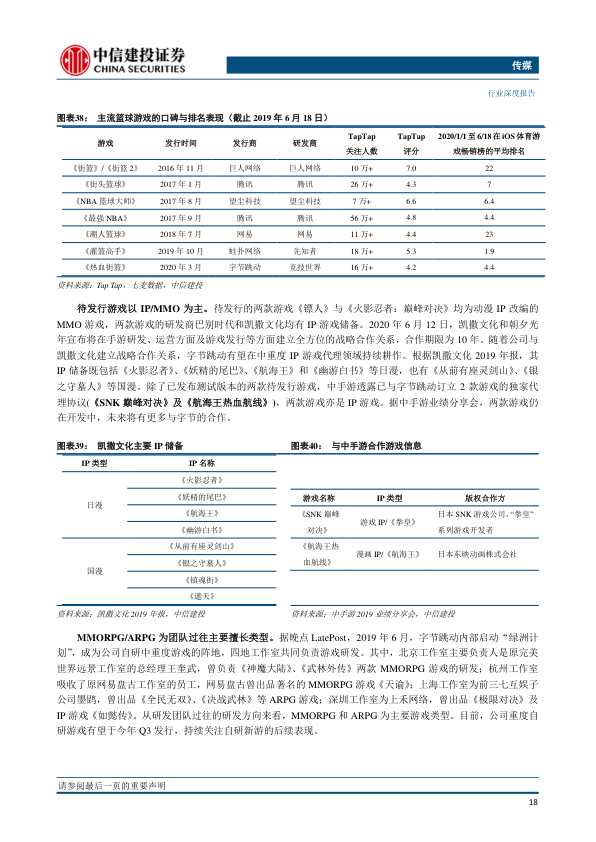 中信建投证券
CHINA SECURITIES
传媒
行业深度报告
图表38： 主流篮球游戏的口碑与排名表现（截止 2019 年 6 月 18 日）
游戏 发行时间 发行商 研发商 TapTap 关注人数 TapTap 评分 2020/1/1 至 6/18 在 iOS 体育游戏畅销榜的平均排名
《街篮》/《街篮 2》 2016 年 11 月 巨人网络 巨人网络 10 万+ 7.0 22
《街头篮球》 2017 年 1 月 腾讯 腾讯 26 万+ 4.3 7
《NBA 篮球大师》 2017 年 8 月 望尘科技 望尘科技 7 万+ 6.6 6.4
《最强 NBA》 2017 年 9 月 腾讯 腾讯 56 万+ 4.8 4.4
《潮人篮球》 2018 年 7 月 网易 网易 11 万+ 4.4 23
《灌篮高手》 2019 年 10 月 蛙扑网络 先知者 18 万+ 5.3 1.9
《热血街篮》 2020 年 3 月 字节跳动 竞技世界 16 万+ 4.2 4.4
资料来源：Tap Tap，七麦数据，中信建投
待发行游戏以 IP/MMO 为主。待发行的两款游戏《镖人》与《火影忍者：巅峰对决》均为动漫 IP 改编的
MMO 游戏，两款游戏的研发商巴别时代和凯撒文化均有 IP 游戏储备。2020 年 6 月 12 日，凯撒文化和朝夕光
年宣布将在手游研发、运营方面及游戏发行等方面建立全方位的战略合作关系，合作期限为 10 年。随着公司与
凯撒文化建立战略合作关系，字节跳动有望在中重度 IP 游戏代理领域持续耕作。根据凯撒文化 2019 年报，其
IP 储备既包括《火影忍者》、《妖精的尾巴》、《航海王》和《幽游白书》等日漫，也有《从前有座灵剑山》、《银
之守墓人》等国漫。除了已发布测试版本的两款待发行游戏，中手游透露已与字节跳动订立 2 款游戏的独家代
理协议(《SNK 巅峰对决》及《航海王热血航线》)，两款游戏亦是 IP 游戏。据中手游业绩分享会，两款游戏仍
在开发中，未来将有更多与字节的合作。
图表39： 凯撒文化主要 IP 储备
IP 类型 IP 名称
日漫
《火影忍者》
《妖精的尾巴》
《航海王》
《幽游白书》
国漫
《从前有座灵剑山》
《银之守墓人》
《镇魂街》
《遮天》
资料来源：凯撒文化 2019 年报，中信建投
图表40： 与中手游合作游戏信息
游戏名称 IP 类型 版权合作方
《SNK 巅峰对决》 游戏 IP/《拳皇》 日本 SNK 游戏公司，“拳皇”系列游戏开发者
《航海王热血航线》 漫画 IP/《航海王》 日本东映动画株式会社
资料来源：中手游 2019 业绩分享会，中信建投
MMORPG/ARPG 为团队过往主要擅长类型。据晚点 LatePost，2019 年 6 月，字节跳动内部启动“绿洲计
划”，成为公司自研中重度游戏的阵地，四地工作室共同负责游戏研发。其中，北京工作室主要负责人是原完美
世界远景工作室的总经理王奎武，曾负责《神魔大陆》、《武林外传》两款 MMORPG 游戏的研发；杭州工作室
吸收了原网易盘古工作室的员工，网易盘古曾出品著名的 MMORPG 游戏《天谕》；上海工作室为前三七互娱子
公司墨鹍，曾出品《全民无双》、《决战武林》等 ARPG 游戏；深圳工作室为上禾网络，曾出品《极限对决》及
IP 游戏《如懿传》。从研发团队过往的研发方向来看，MMORPG 和 ARPG 为主要游戏类型。目前，公司重度自
研游戏有望于今年 Q3 发行，持续关注自研新游的后续表现。
请参阅最后一页的重要声明
18